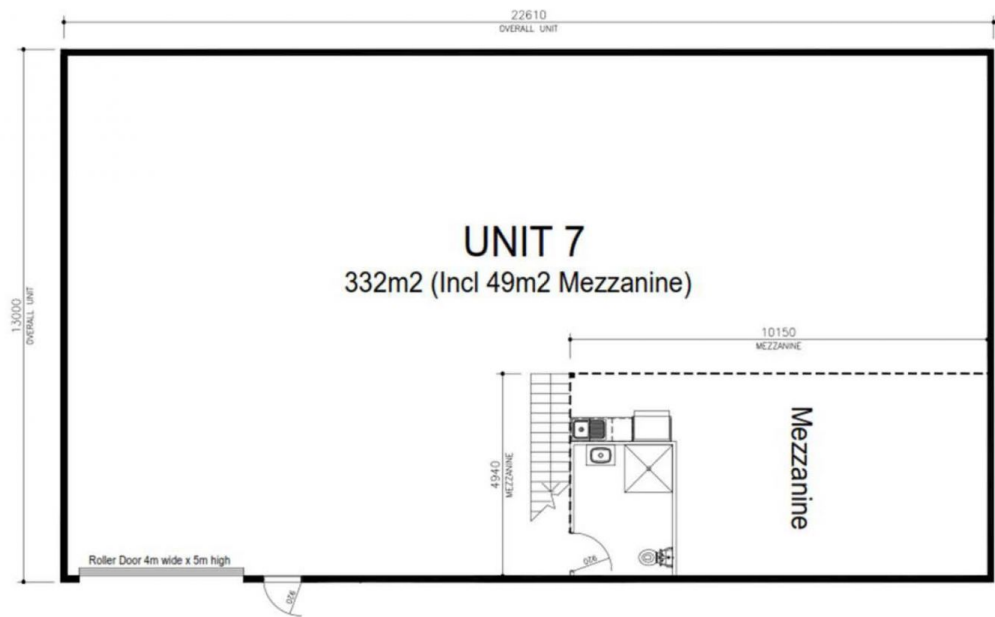 22610
OVERALL UNIT
UNIT 7
332m2 (Incl 49m2 Mezzanine)
13000
OVERALL UNIT
10150
MEZZANINE
4940
MEZZANINE
Mezzanine
920
Roller Door 4m wide x 5m high
920